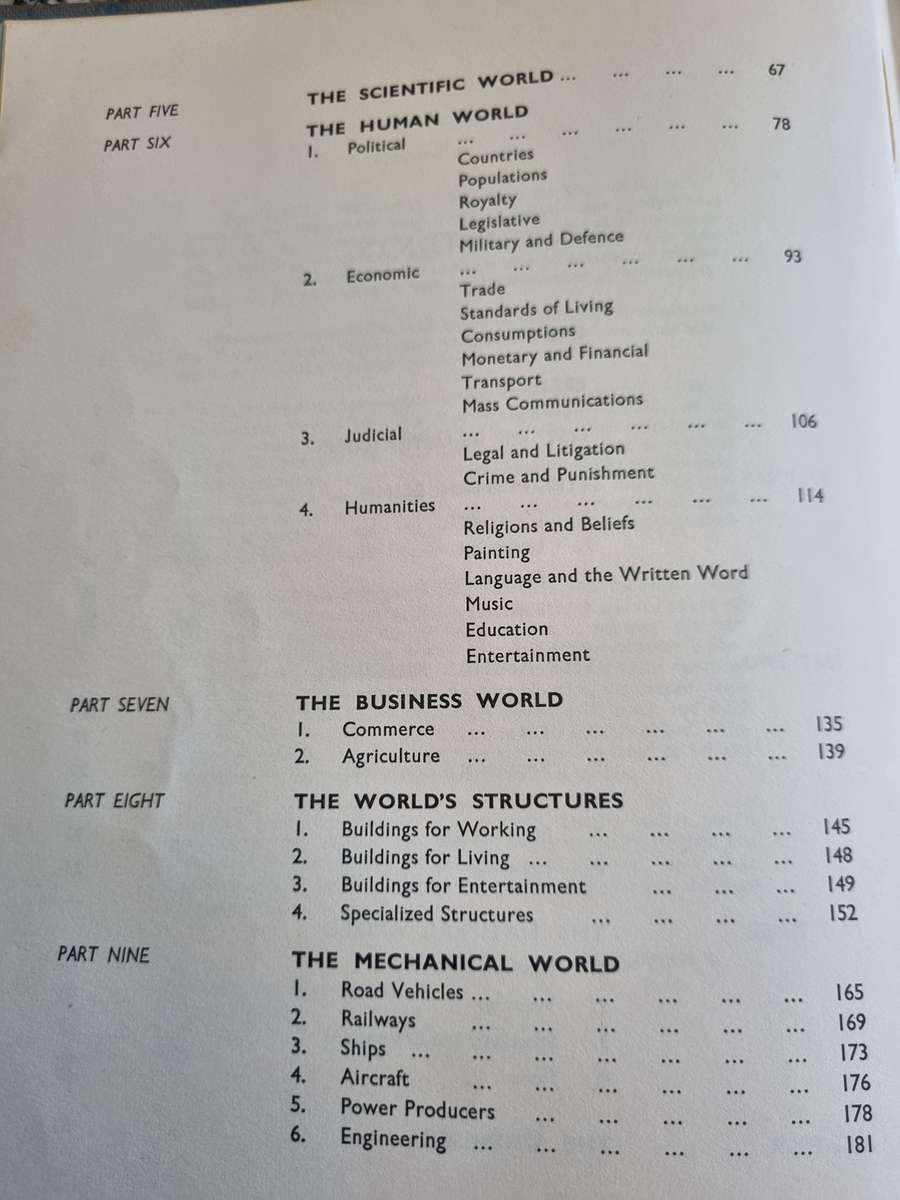 PART FIVE THE SCIENTIFIC WORLD ... ... ... ... 67
PART SIX THE HUMAN WORLD
1. Political ... ... ... ... ... ... 78
Countries
Populations
Royalty
Legislative
Military and Defence
2. Economic ... ... ... ... ... ... 93
Trade
Standards of Living
Consumptions
Monetary and Financial
Transport
Mass Communications
3. Judicial ... ... ... ... ... ... 106
Legal and Litigation
Crime and Punishment
4. Humanities ... ... ... ... ... ... 114
Religions and Beliefs
Painting
Language and the Written Word
Music
Education
Entertainment
PART SEVEN THE BUSINESS WORLD
1. Commerce ... ... ... ... ... ... 135
2. Agriculture ... ... ... ... ... ... 139
PART EIGHT THE WORLD'S STRUCTURES
1. Buildings for Working ... ... ... ... 145
2. Buildings for Living ... ... ... ... ... 148
3. Buildings for Entertainment ... ... ... 149
4. Specialized Structures ... ... ... ... 152
PART NINE THE MECHANICAL WORLD
1. Road Vehicles ... ... ... ... ... ... 165
2. Railways ... ... ... ... ... ... 169
3. Ships ... ... ... ... ... ... ... 173
4. Aircraft ... ... ... ... ... ... 176
5. Power Producers ... ... ... ... ... 178
6. Engineering ... ... ... ... ... ... 181